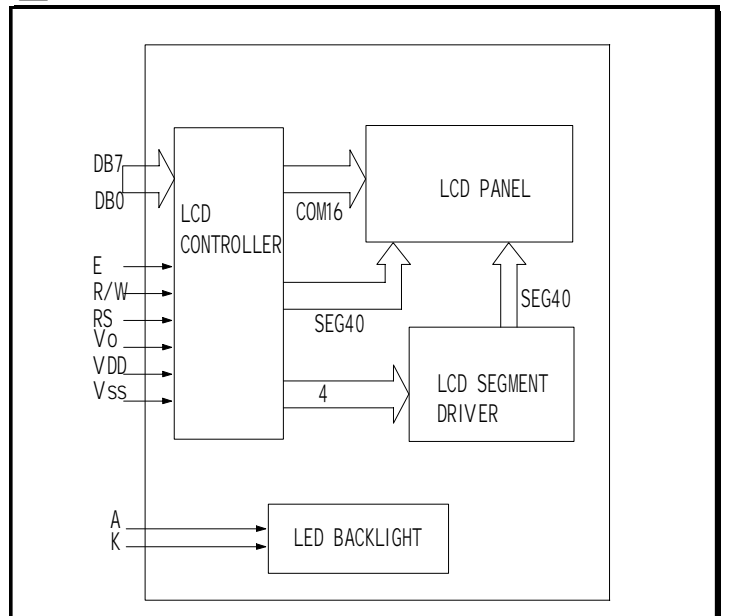 DB7
DB0
LCD
CONTROLLER
COM16
LCD PANEL
E
R/W
RS
Vo
VDD
Vss
SEG40
SEG40
4
LCD SEGMENT
DRIVER
A
K
LED BACKLIGHT